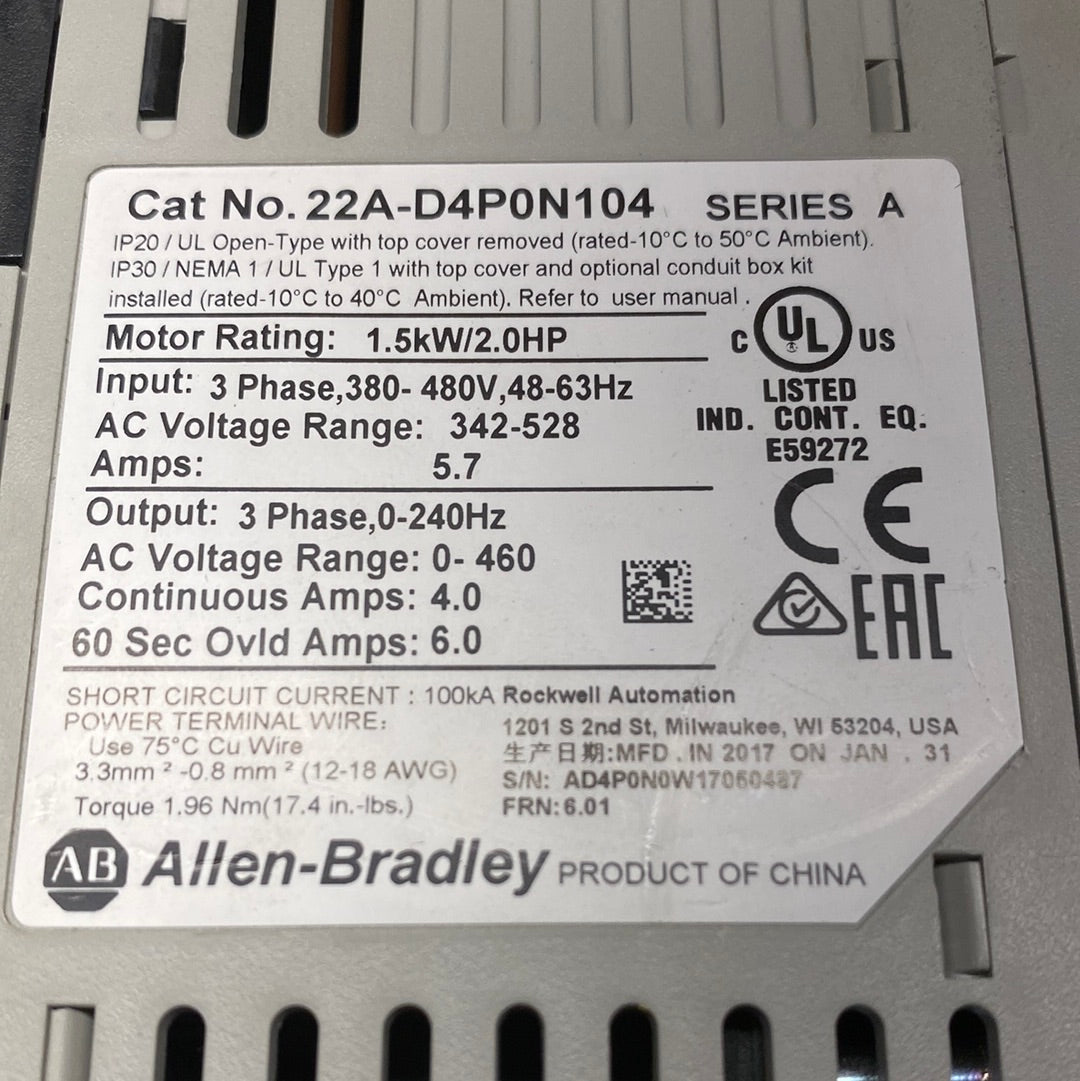 Cat No. 22A-D4P0N104 SERIES A
IP20 / UL Open-Type with top cover removed (rated-10°C to 50°C Ambient).
IP30 / NEMA 1 / UL Type 1 with top cover and optional conduit box kit
installed (rated-10°C to 40°C Ambient). Refer to user manual .
Motor Rating: 1.5kW/2.0HP
C UL US
LISTED
IND. CONT. EQ.
E59272
Input: 3 Phase,380- 480V,48-63Hz
AC Voltage Range: 342-528
Amps: 5.7
CE
Output: 3 Phase,0-240Hz
AC Voltage Range: 0- 460
Continuous Amps: 4.0
60 Sec Ovld Amps: 6.0
EAC
SHORT CIRCUIT CURRENT : 100kA
POWER TERMINAL WIRE:
Use 75°C Cu Wire
3.3mm ² -0.8 mm ² (12-18 AWG)
Torque 1.96 Nm(17.4 in.-lbs.)
Rockwell Automation
1201 S 2nd St, Milwaukee, WI 53204, USA
生产日期:MFD . IN 2017 ON JAN . 31
S/N: AD4P0N0W17050487
FRN: 6.01
AB Allen-Bradley PRODUCT OF CHINA